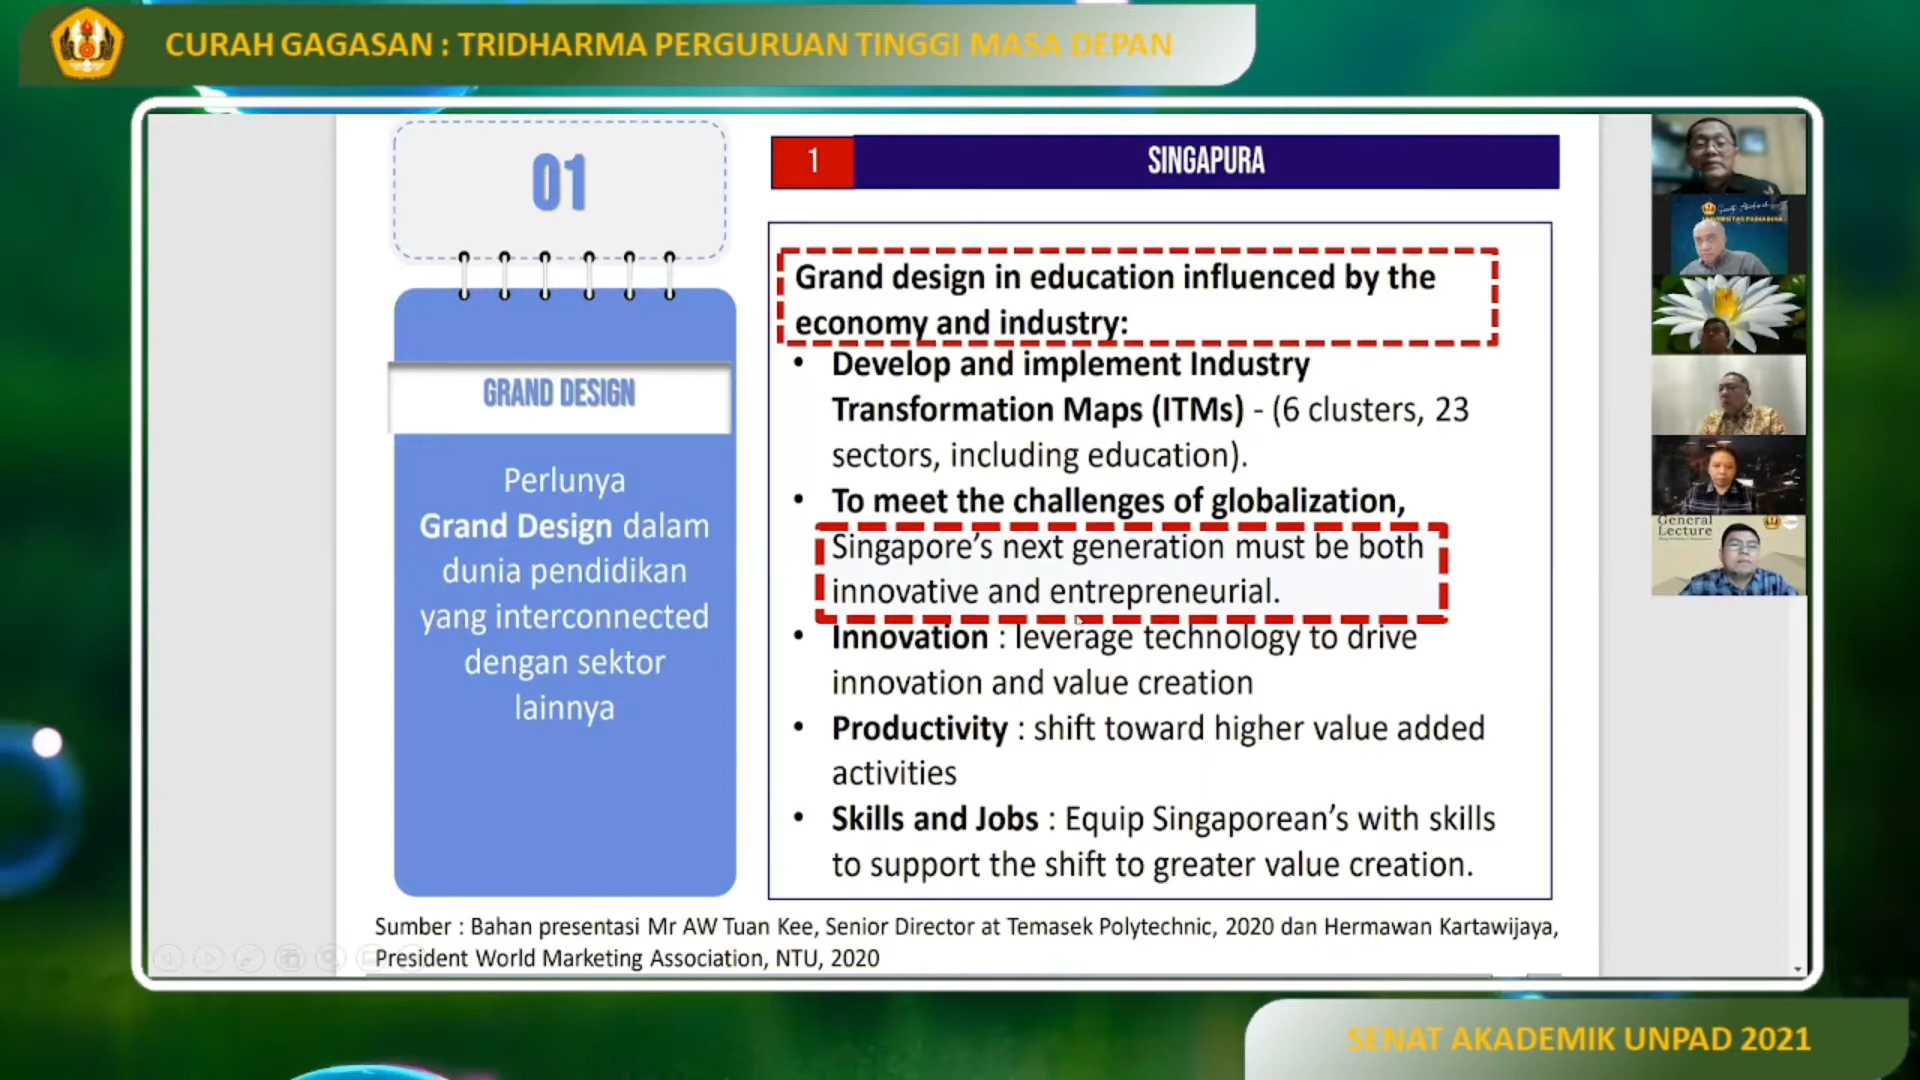 CURAH GAGASAN : TRIDHARMA PERGURUAN TINGGI MASA DEPAN
01
GRAND DESIGN
Perlunya
Grand Design dalam
dunia pendidikan
yang interconnected
dengan sektor
lainnya
1
SINGAPURA
Grand design in education influenced by the
economy and industry:
• Develop and implement Industry
Transformation Maps (ITMs) - (6 clusters, 23
sectors, including education).
• To meet the challenges of globalization,
Singapore's next generation must be both
innovative and entrepreneurial.
• Innovation : leverage technology to drive
innovation and value creation
• Productivity : shift toward higher value added
activities
• Skills and Jobs : Equip Singaporean's with skills
to support the shift to greater value creation.
Sumber : Bahan presentasi Mr AW Tuan Kee, Senior Director at Temasek Polytechnic, 2020 dan Hermawan Kartawijaya,
President World Marketing Association, NTU, 2020
General
Lecture
SENAT AKADEMIK UNPAD 2021